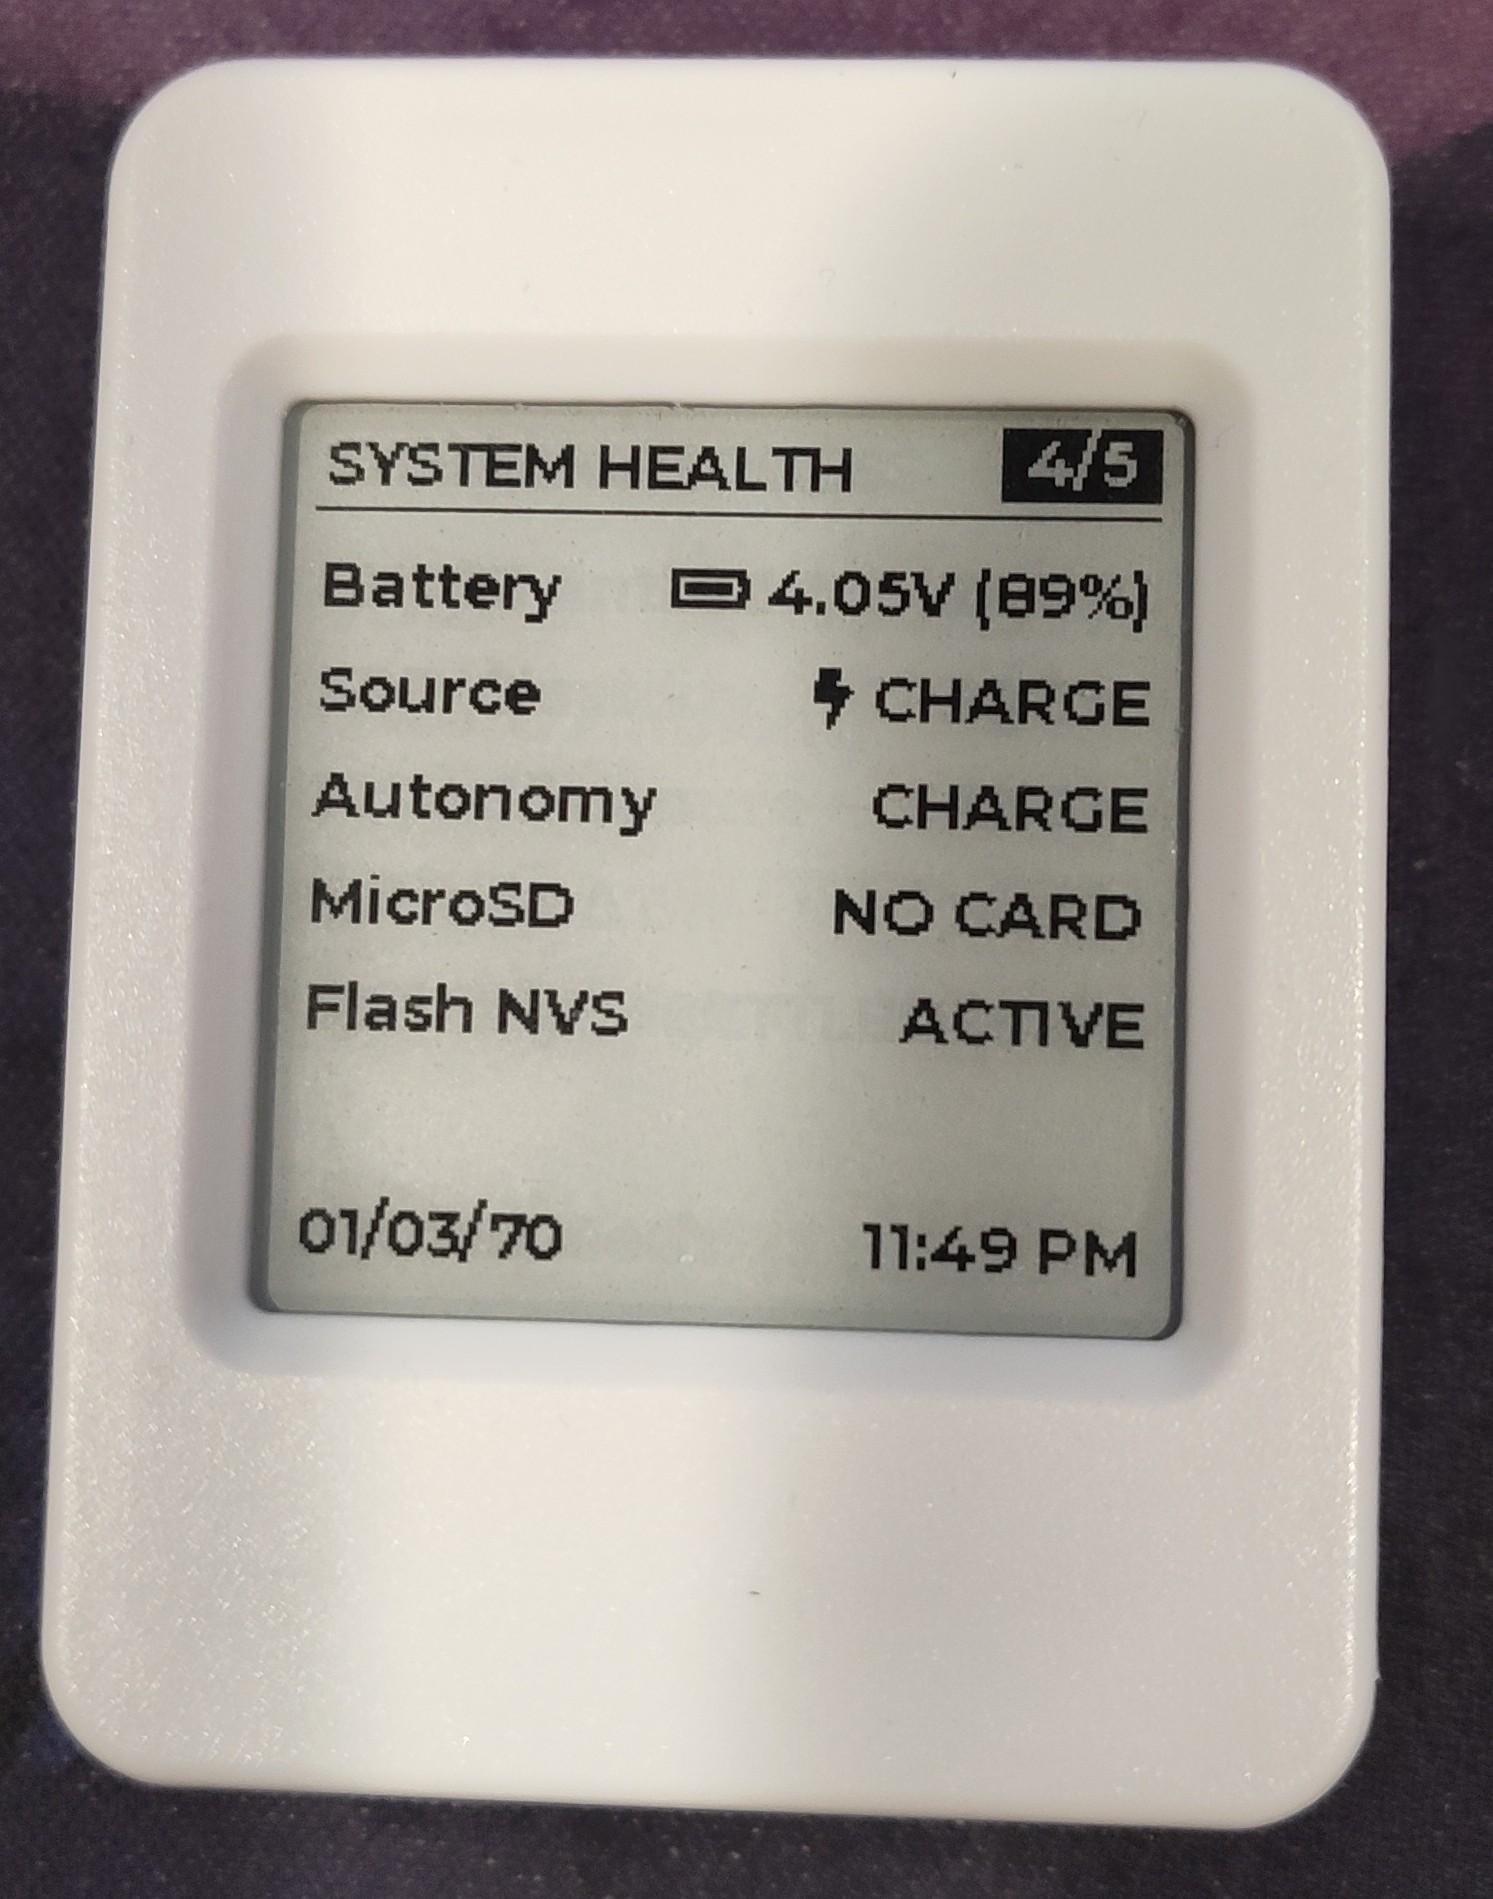 SYSTEM HEALTH 4/5
Battery 4.05V (89%)
Source CHARGE
Autonomy CHARGE
MicroSD NO CARD
Flash NVS ACTIVE
01/03/70 11:49 PM